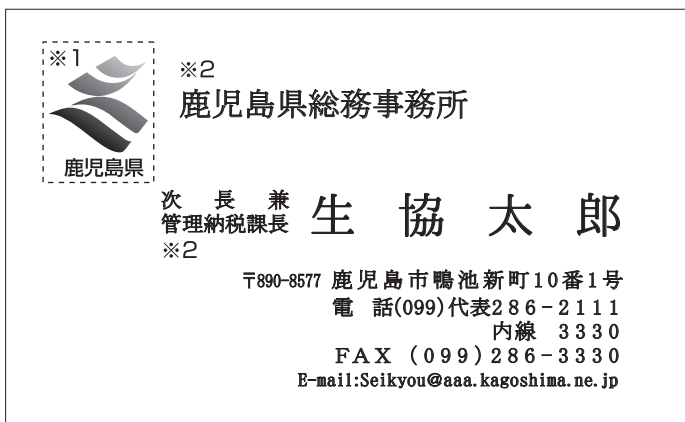 ※1
鹿児島県
※2
鹿児島県総務事務所
次長兼
管理納税課長
生協太郎
※2
〒890-8577 鹿児島市鴨池新町10番1号
電 話(099)代表286-2111
内線 3330
FAX (099)286-3330
E-mail:Seikyou@aaa.kagoshima.ne.jp